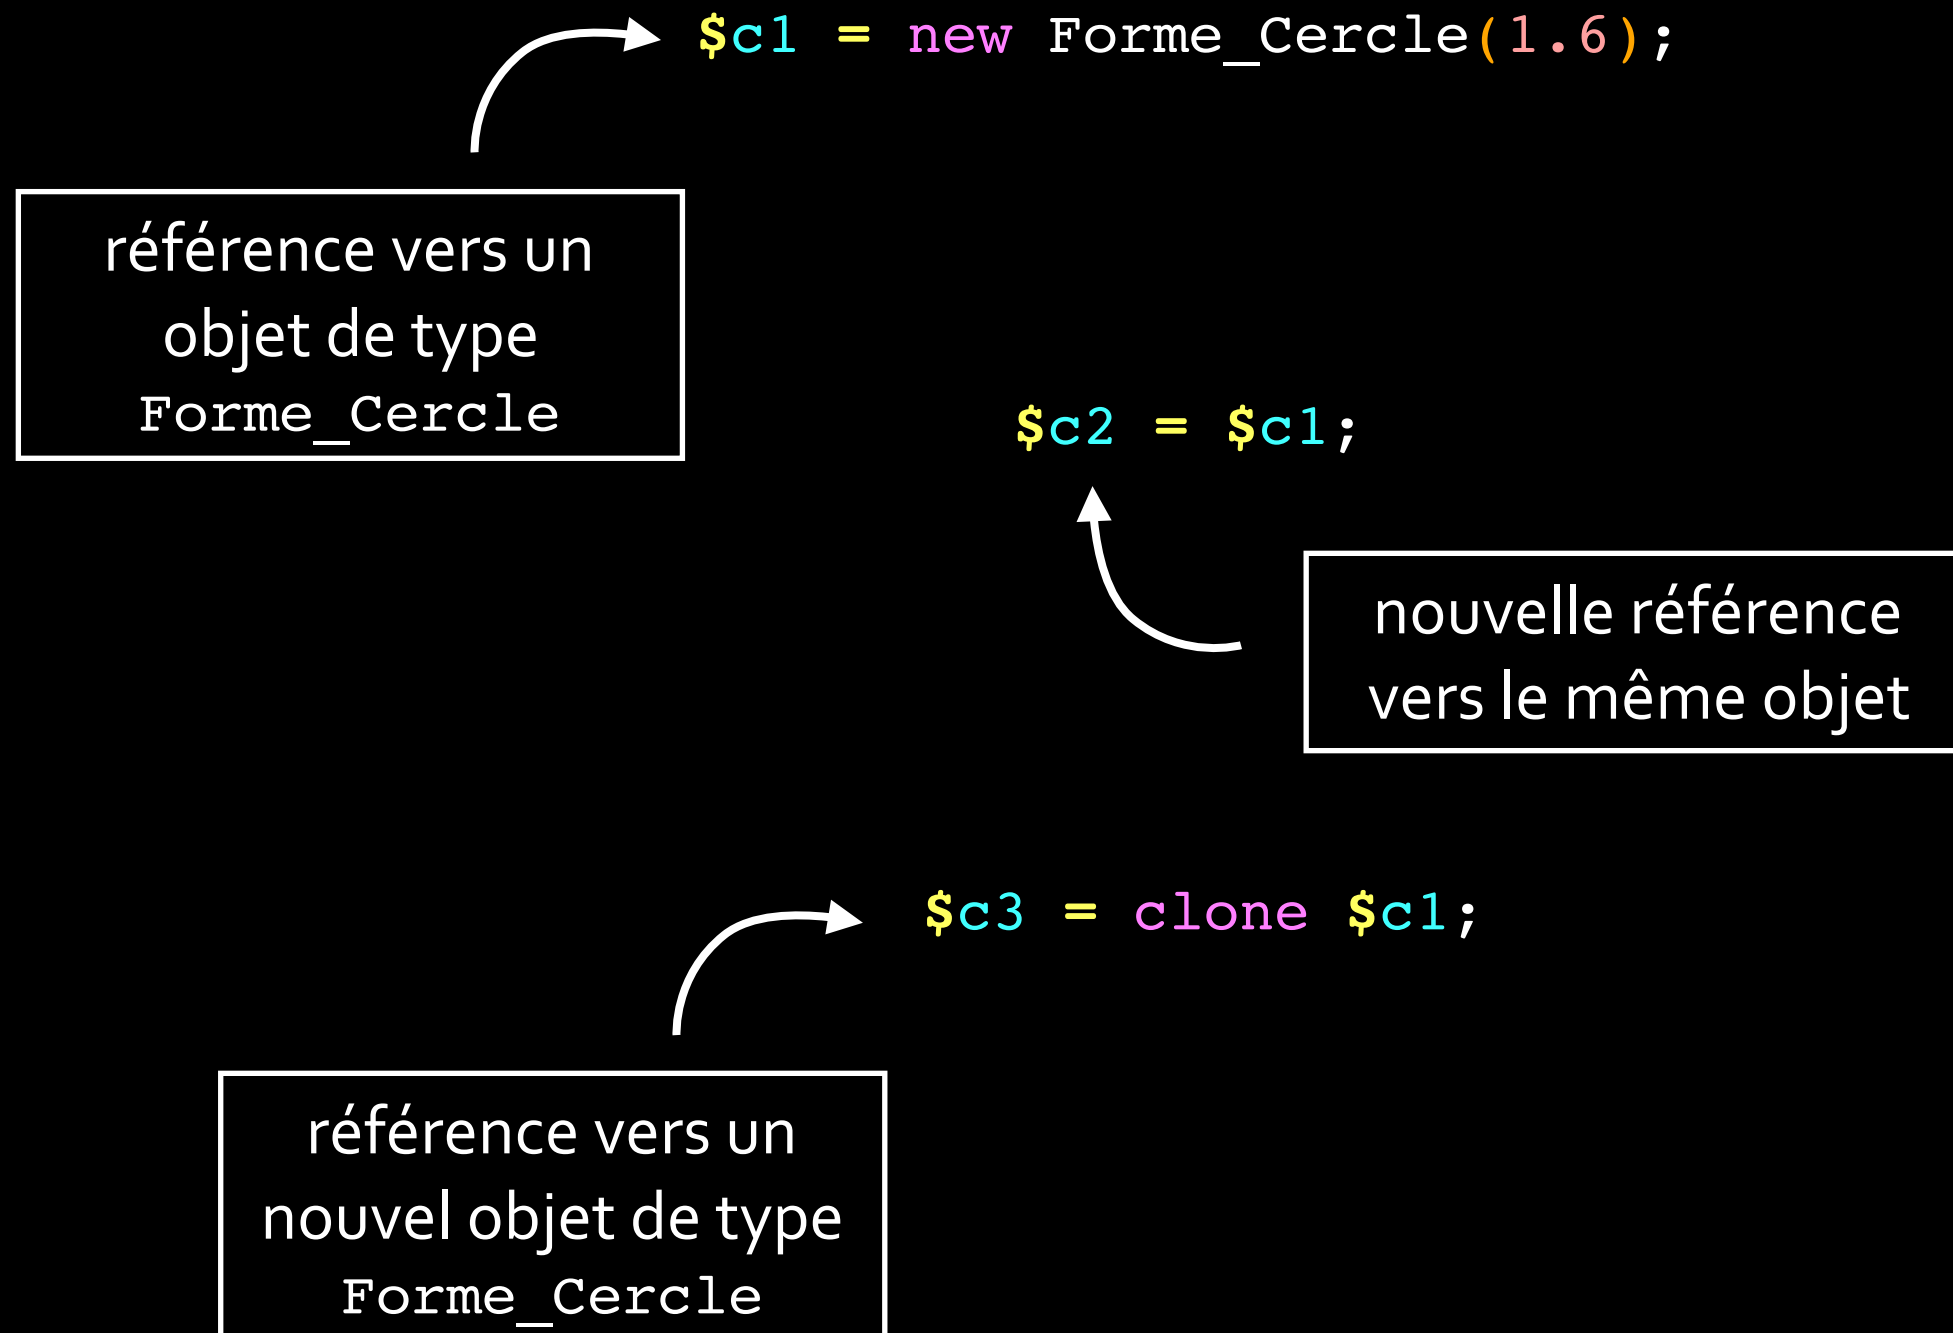 $c1 = new Forme_Cercle(1.6);
référence vers un
objet de type
Forme_Cercle
$c2 = $c1;
nouvelle référence
vers le même objet
$c3 = clone $c1;
référence vers un
nouvel objet de type
Forme_Cercle